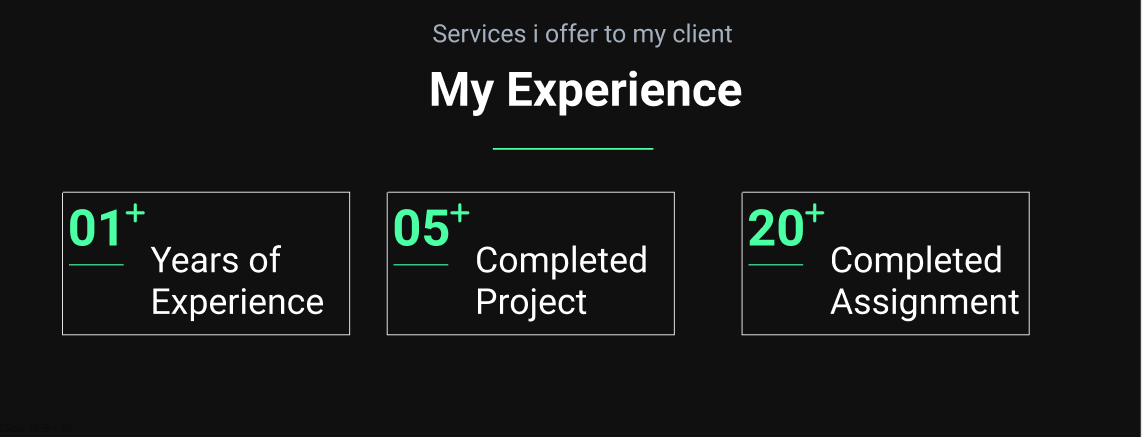 Services i offer to my client
My Experience
01+
Years of
Experience
05+
Completed
Project
20+
Completed
Assignment